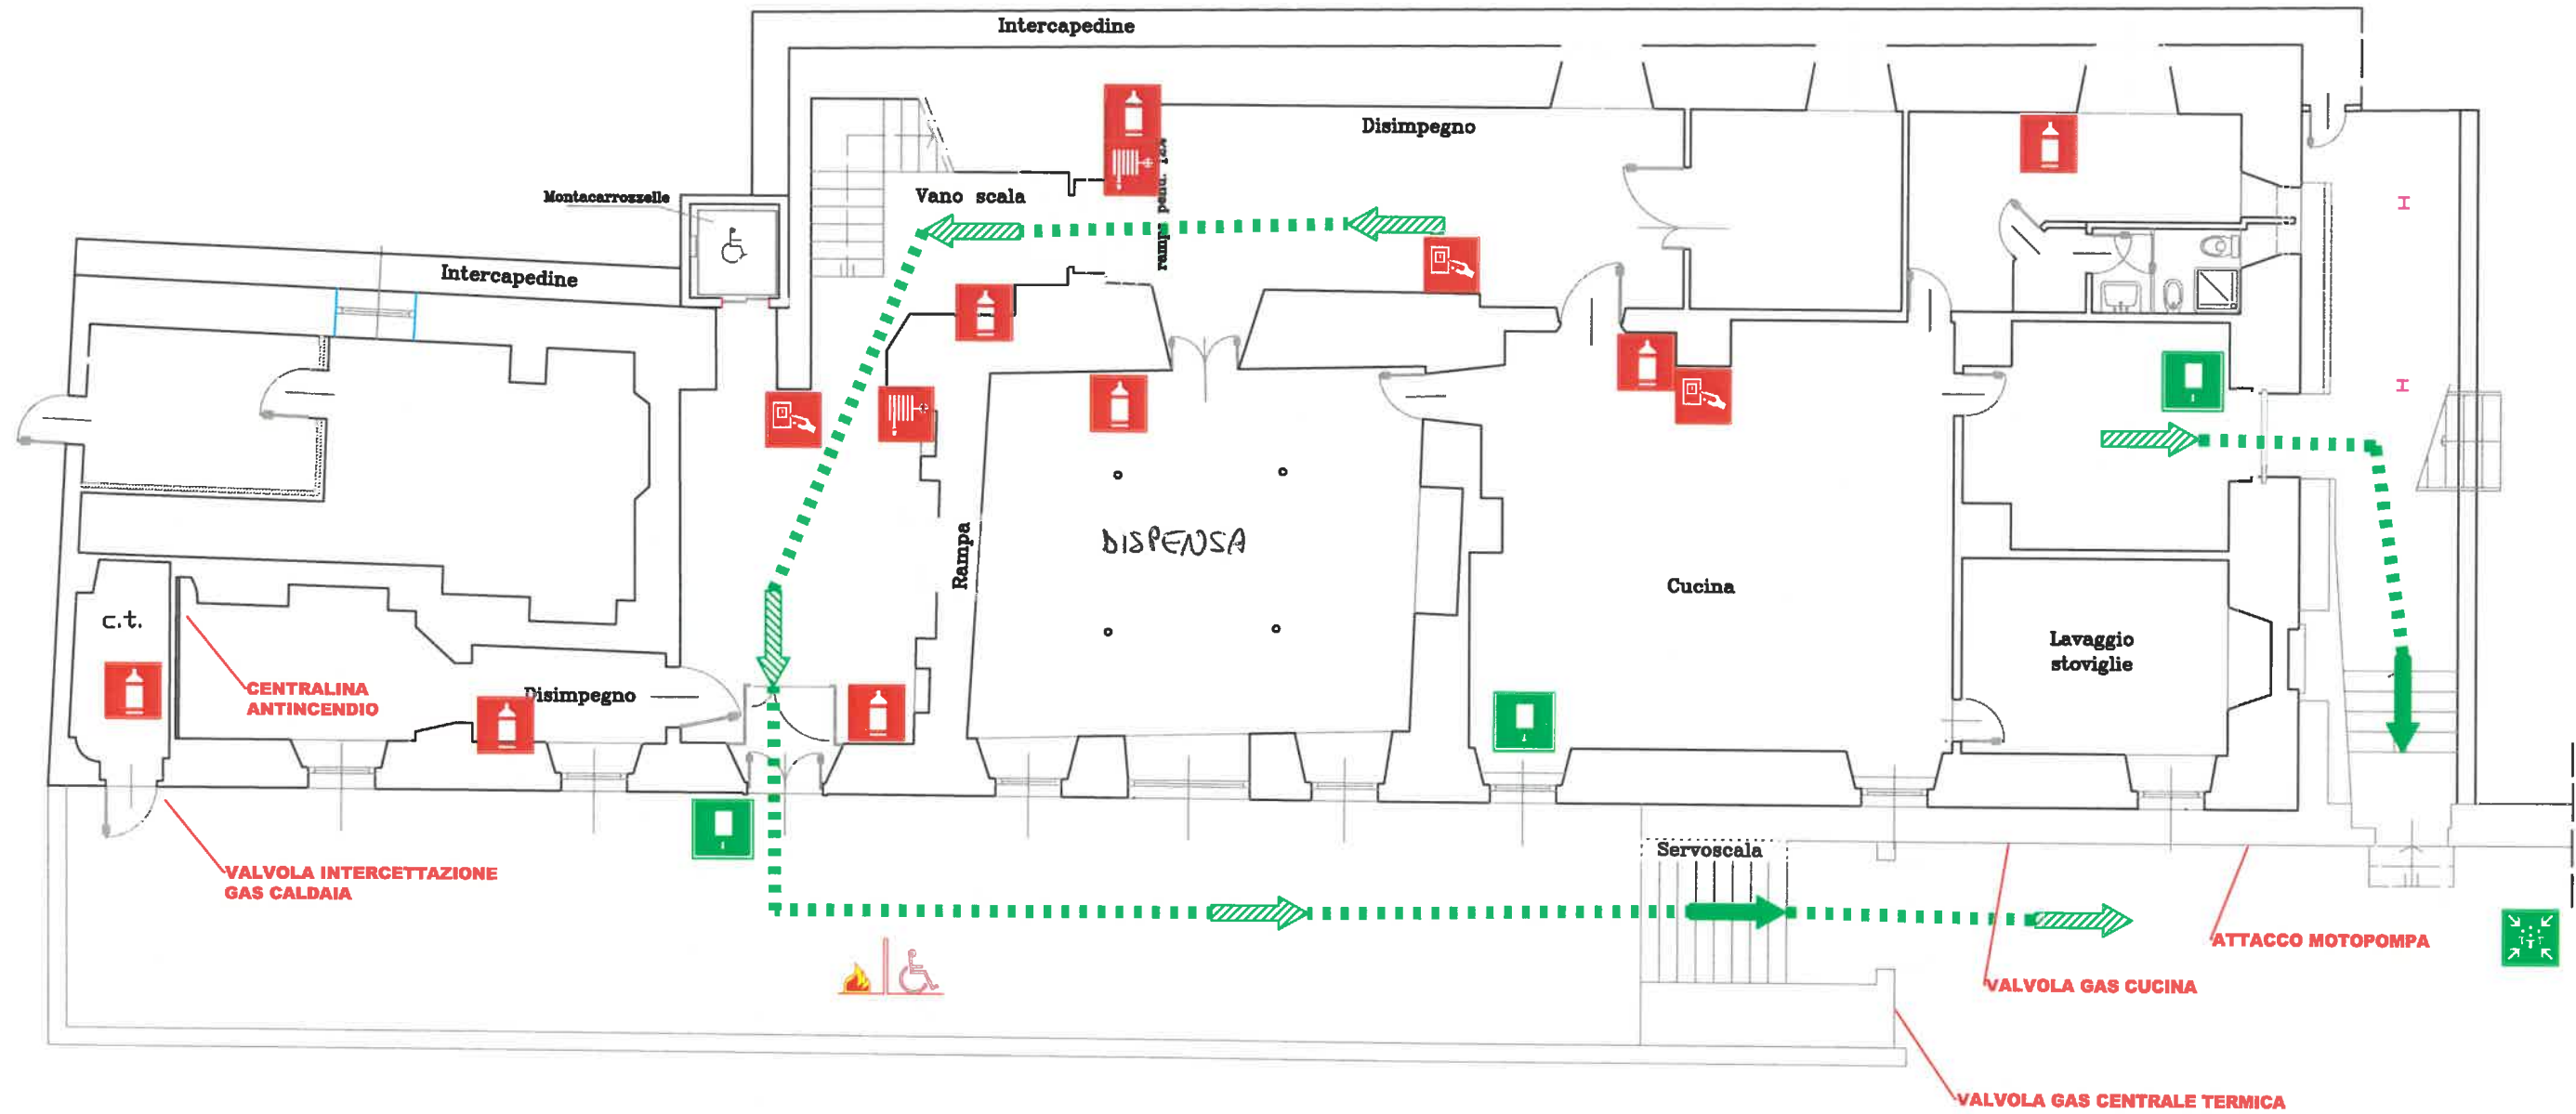 Intercapedine
Disimpegno
Montacarrozzelle
Vano scala
rampa pend.
Intercapedine
DISPENSA
Rampa
Cucina
c.t.
Lavaggio
stoviglie
CENTRALINA
ANTINCENDIO
Disimpegno
Servoscala
VALVOLA INTERCETTAZIONE
GAS CALDAIA
ATTACCO MOTOPOMPA
VALVOLA GAS CUCINA
VALVOLA GAS CENTRALE TERMICA